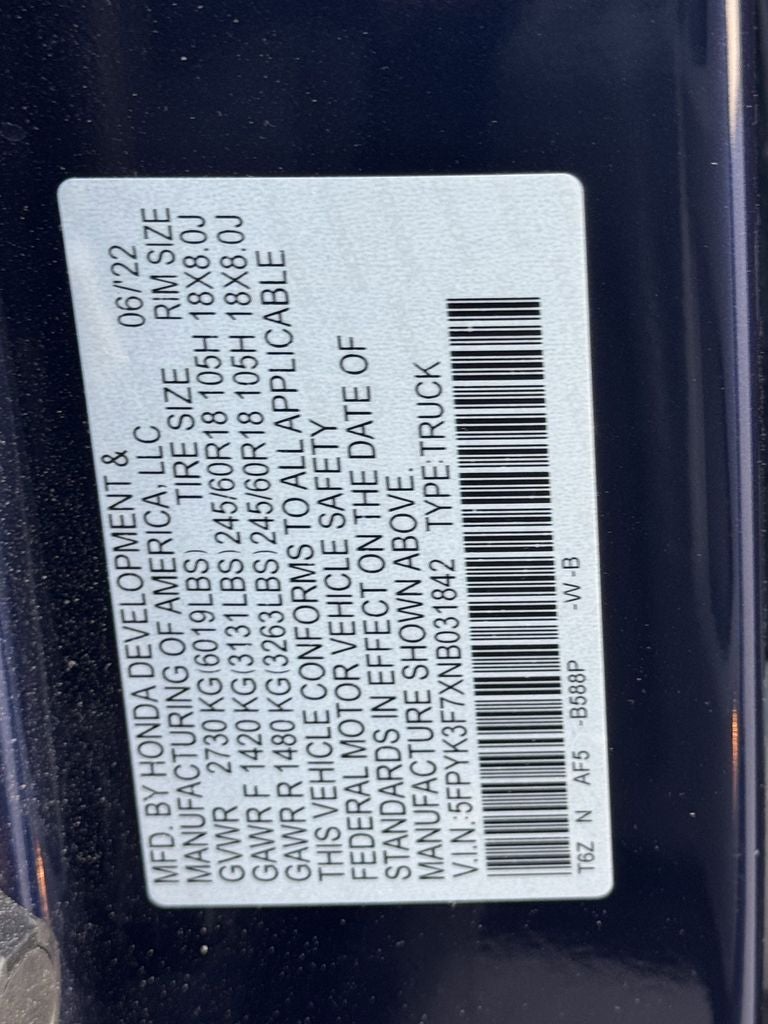 MFD. BY HONDA DEVELOPMENT & 06/'22
MANUFACTURING OF AMERICA, LLC
TIRE SIZE RIM SIZE
GVWR 2730 KG(6019LBS)
GAWR F 1420 KG(3131LBS) 245/60R18 105H 18X8.0J
GAWR R 1480 KG(3263LBS) 245/60R18 105H 18X8.0J
THIS VEHICLE CONFORMS TO ALL APPLICABLE
FEDERAL MOTOR VEHICLE SAFETY
STANDARDS IN EFFECT ON THE DATE OF
MANUFACTURE SHOWN ABOVE.
V.I.N.:5FPYK3F7XNB031842 TYPE:TRUCK
T6Z N AF5 -B588P -W -B